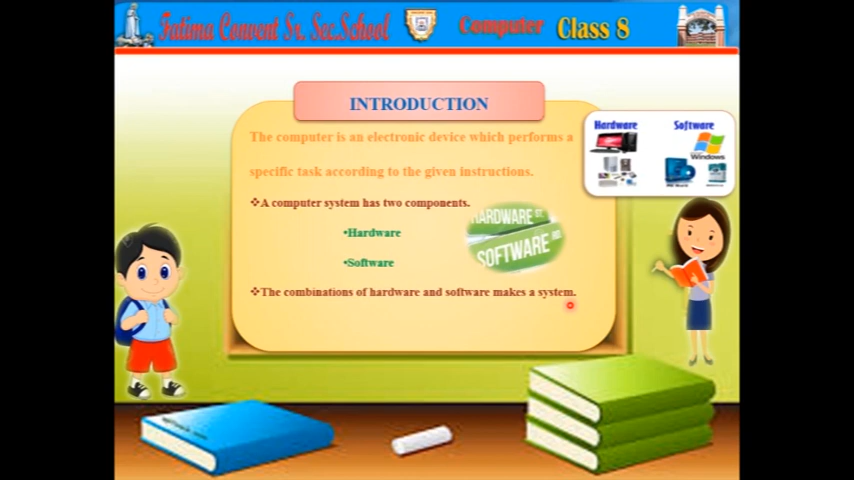 Fatima Convent Sr. Sec.School Computer Class 8
INTRODUCTION
The computer is an electronic device which performs a
specific task according to the given instructions.
❖A computer system has two components.
•Hardware
•Software
❖The combinations of hardware and software makes a system.
HARDWARE ST.
SOFTWARE RD.
Hardware Software
Windows